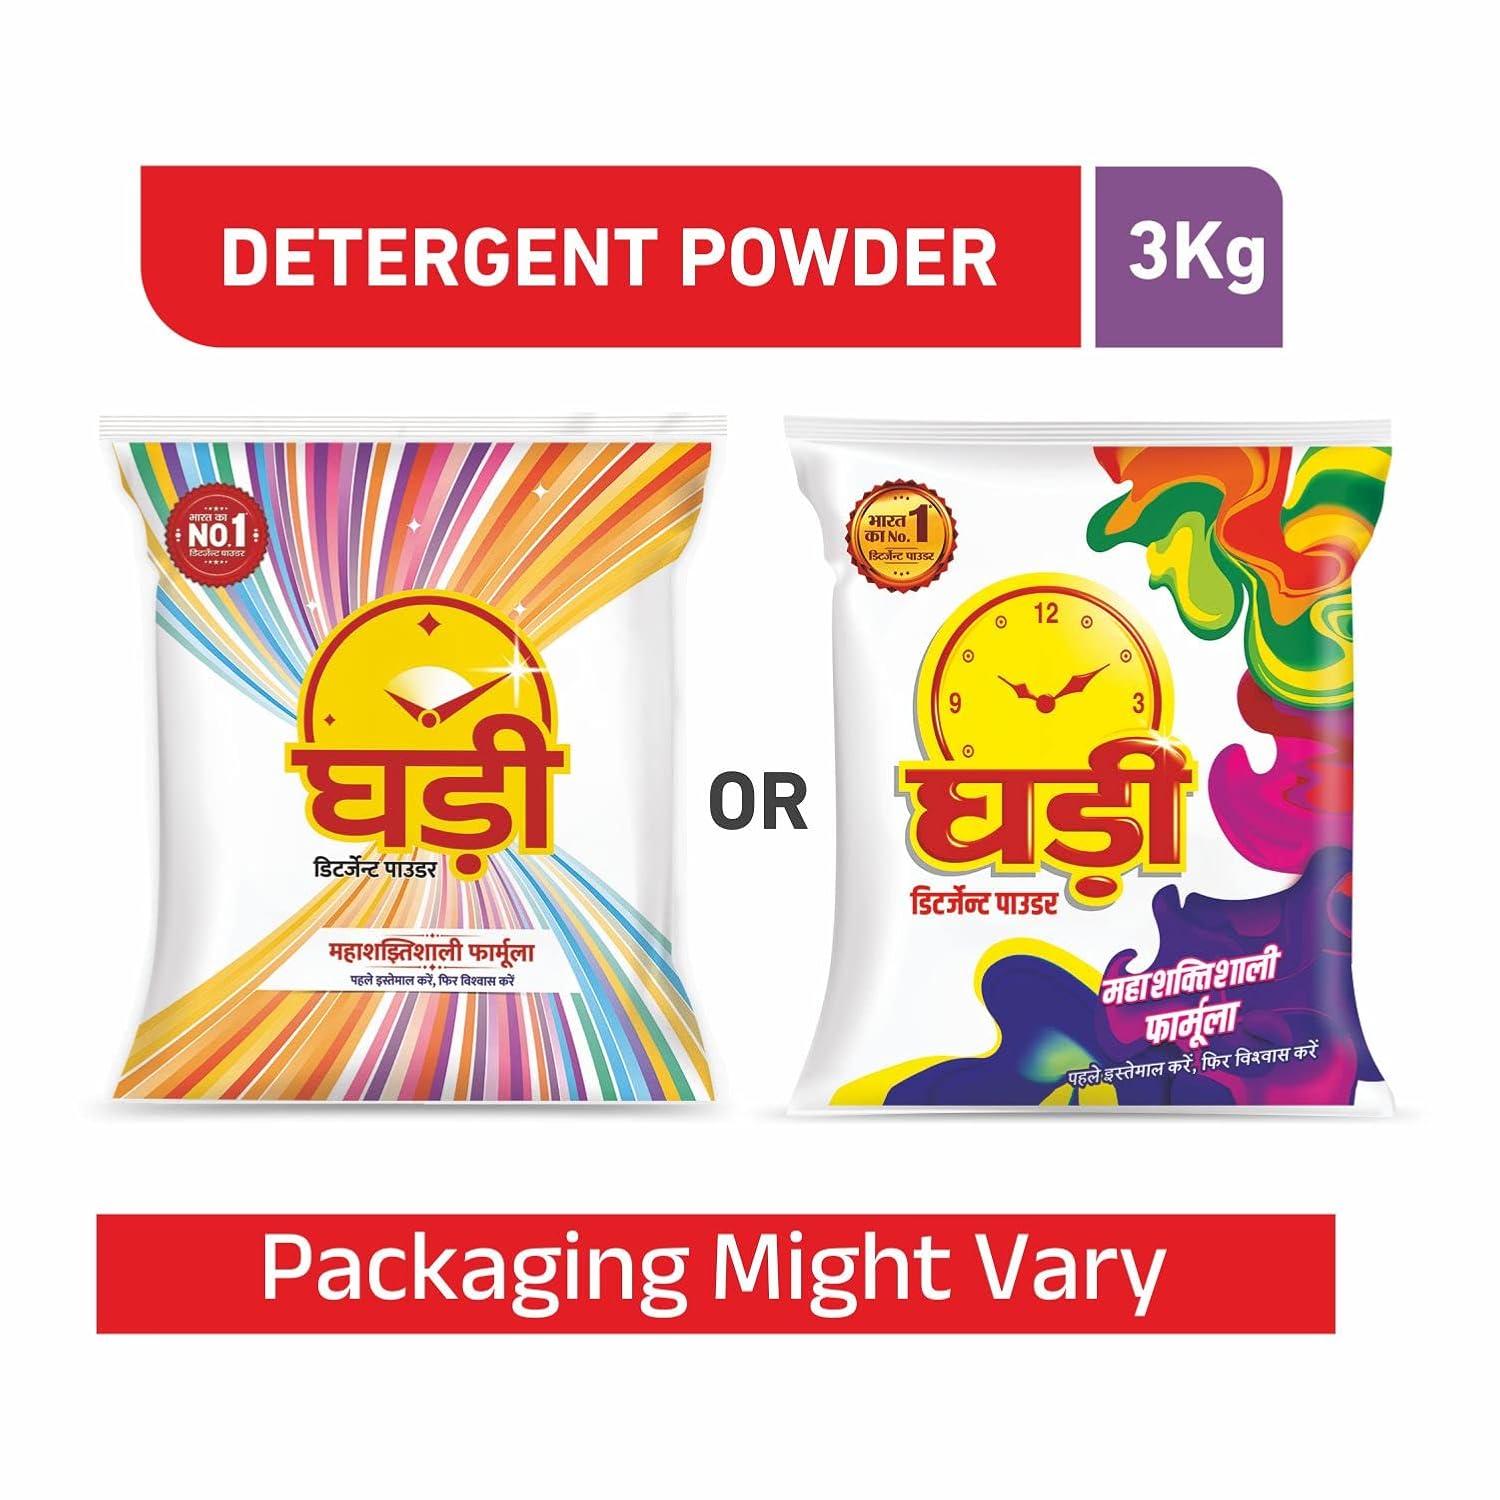 DETERGENT POWDER
3Kg
भारत का
NO.1
डिटर्जेन्ट पाउडर
घड़ी
डिटर्जेन्ट पाउडर
महाशक्तिशाली फार्मूला
पहले इस्तेमाल करें, फिर विश्वास करें
OR
भारत
का No. 1
डिटर्जेन्ट पाउडर
12
9
3
घड़ी
डिटर्जेन्ट पाउडर
महाशक्तिशाली
फार्मूला
पहले इस्तेमाल करें, फिर विश्वास करें
Packaging Might Vary